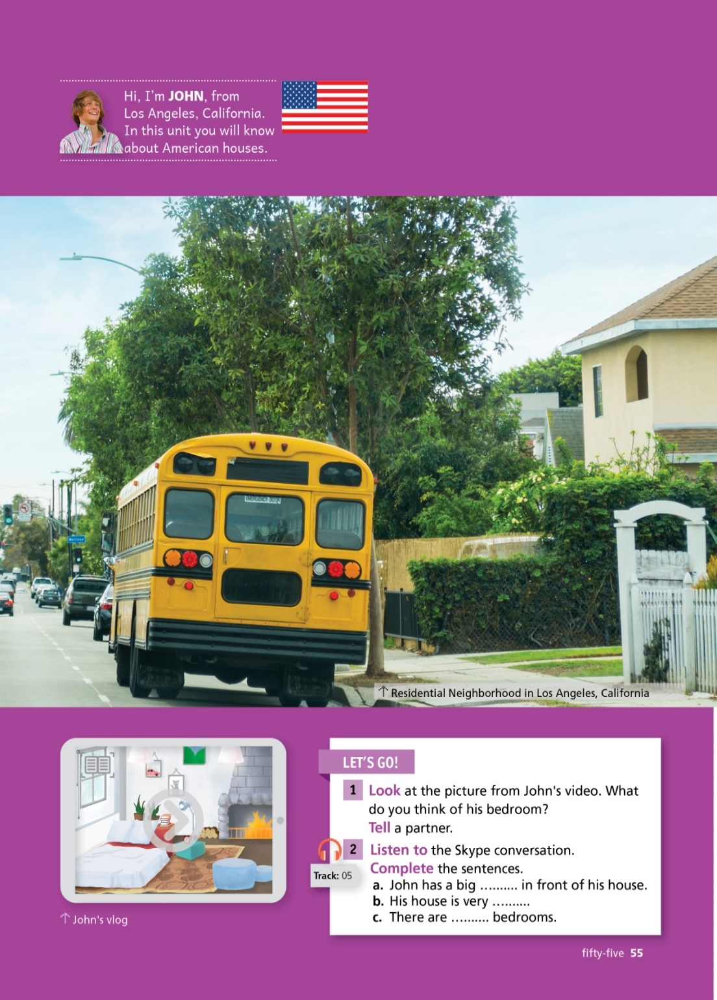 Hi, I'm JOHN, from
Los Angeles, California.
In this unit you will know
about American houses.
EMERGENCY DOOR
Melrose
Residential Neighborhood in Los Angeles, California
LET'S GO!
1 Look at the picture from John's video. What
do you think of his bedroom?
Tell a partner.
2 Listen to the Skype conversation.
Complete the sentences.
Track: 05
a. John has a big .......... in front of his house.
b. His house is very ..........
c. There are .......... bedrooms.
John's vlog
fifty-five 55